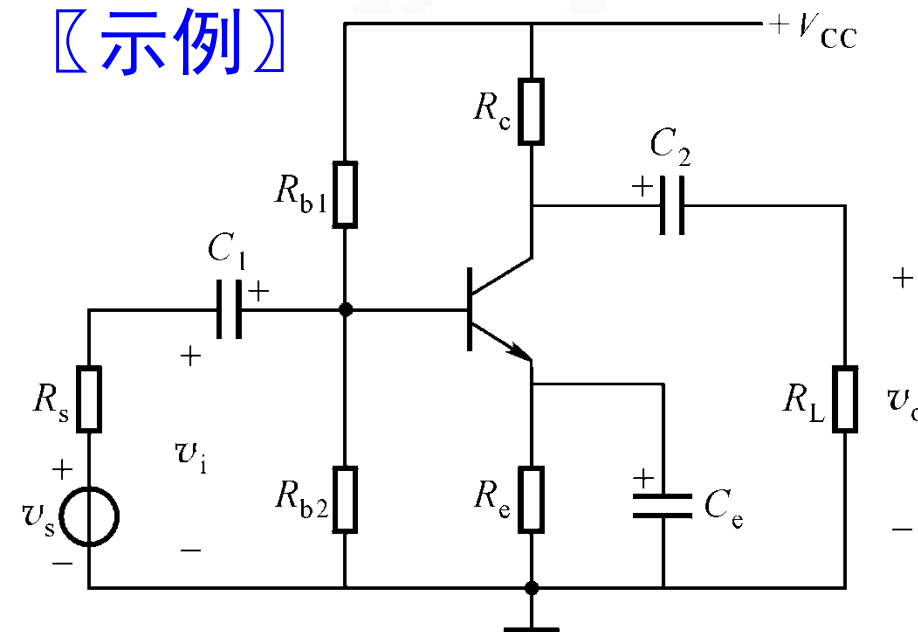 〖示例〗
+V_CC
R_c
C_2
+
R_b1
C_1
+
+
+
R_s
R_L
v_o
v_i
+
R_b2
R_e
+
C_e
v_s
−
−
−